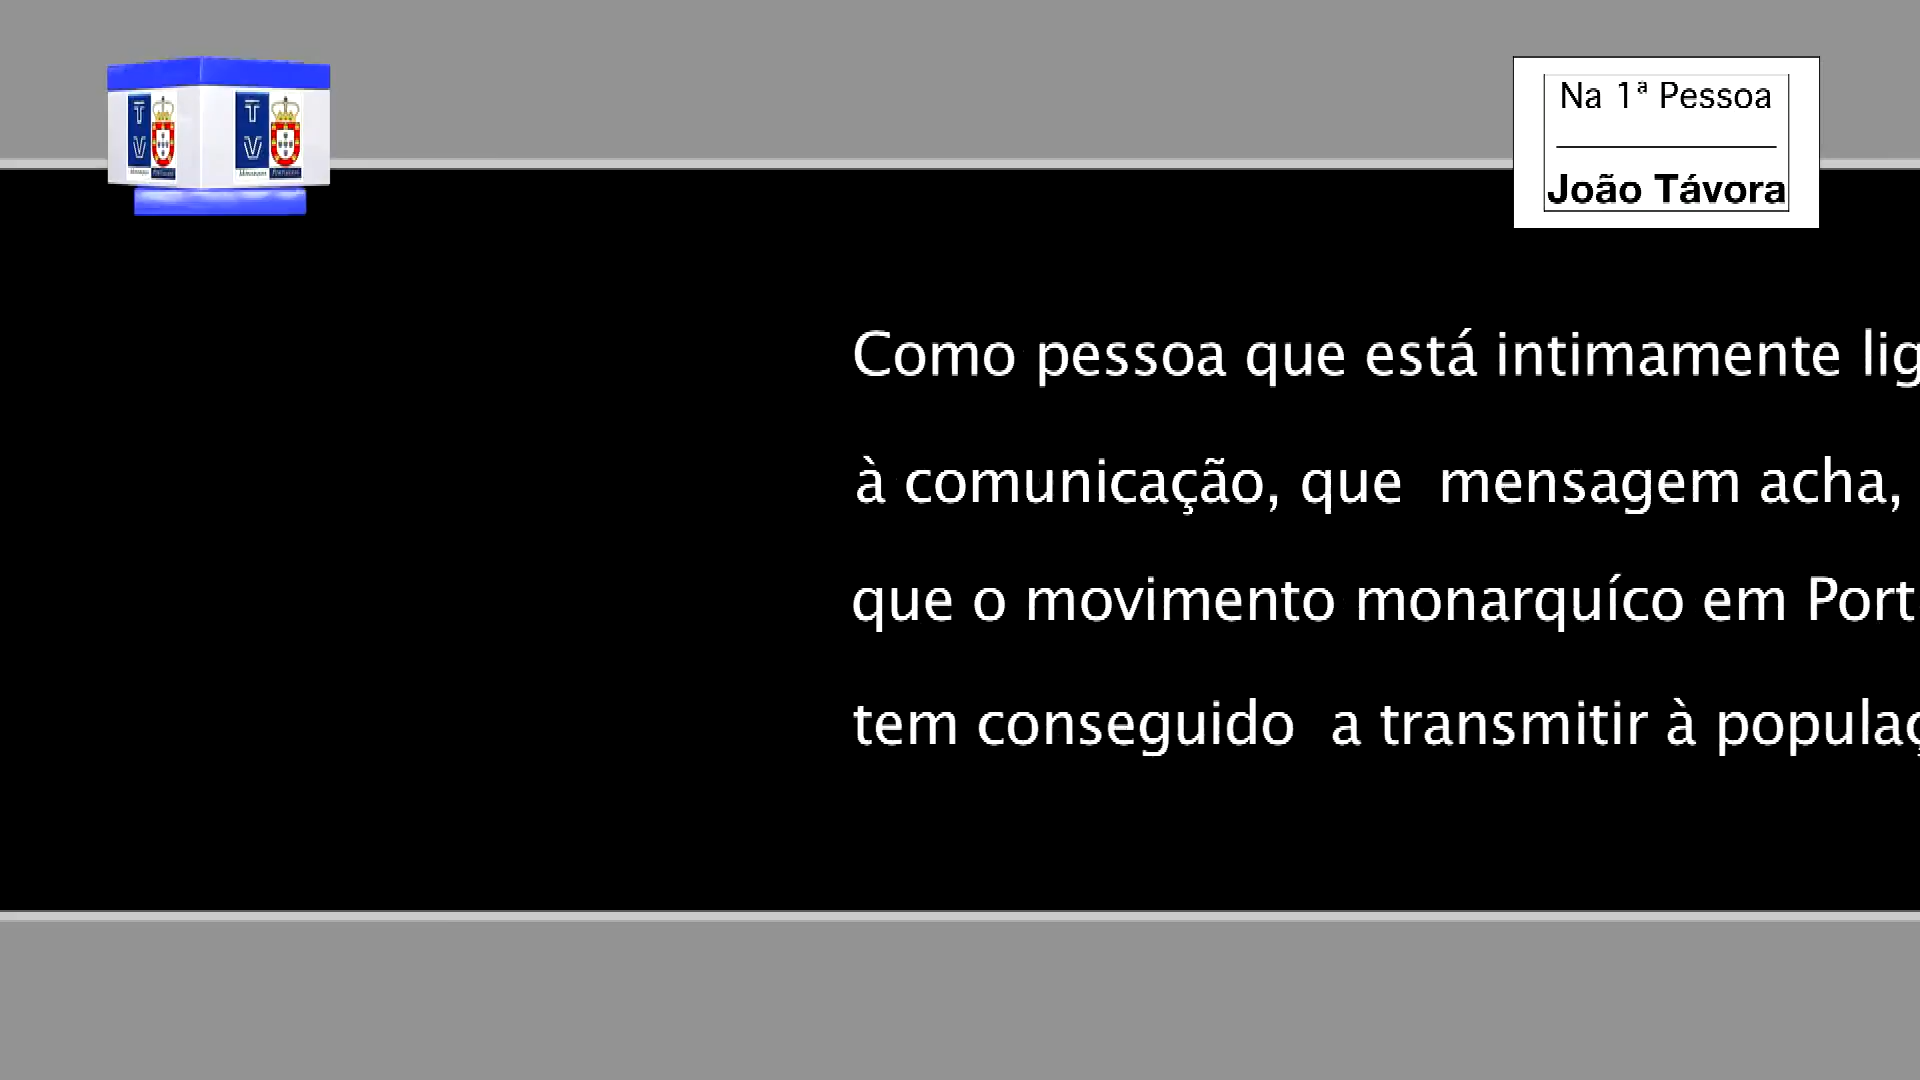 T
V
T
V
Na 1ª Pessoa
João Távora
Como pessoa que está intimamente lig
à comunicação, que  mensagem acha,
que o movimento monarquíco em Port
tem conseguido  a transmitir à populaç